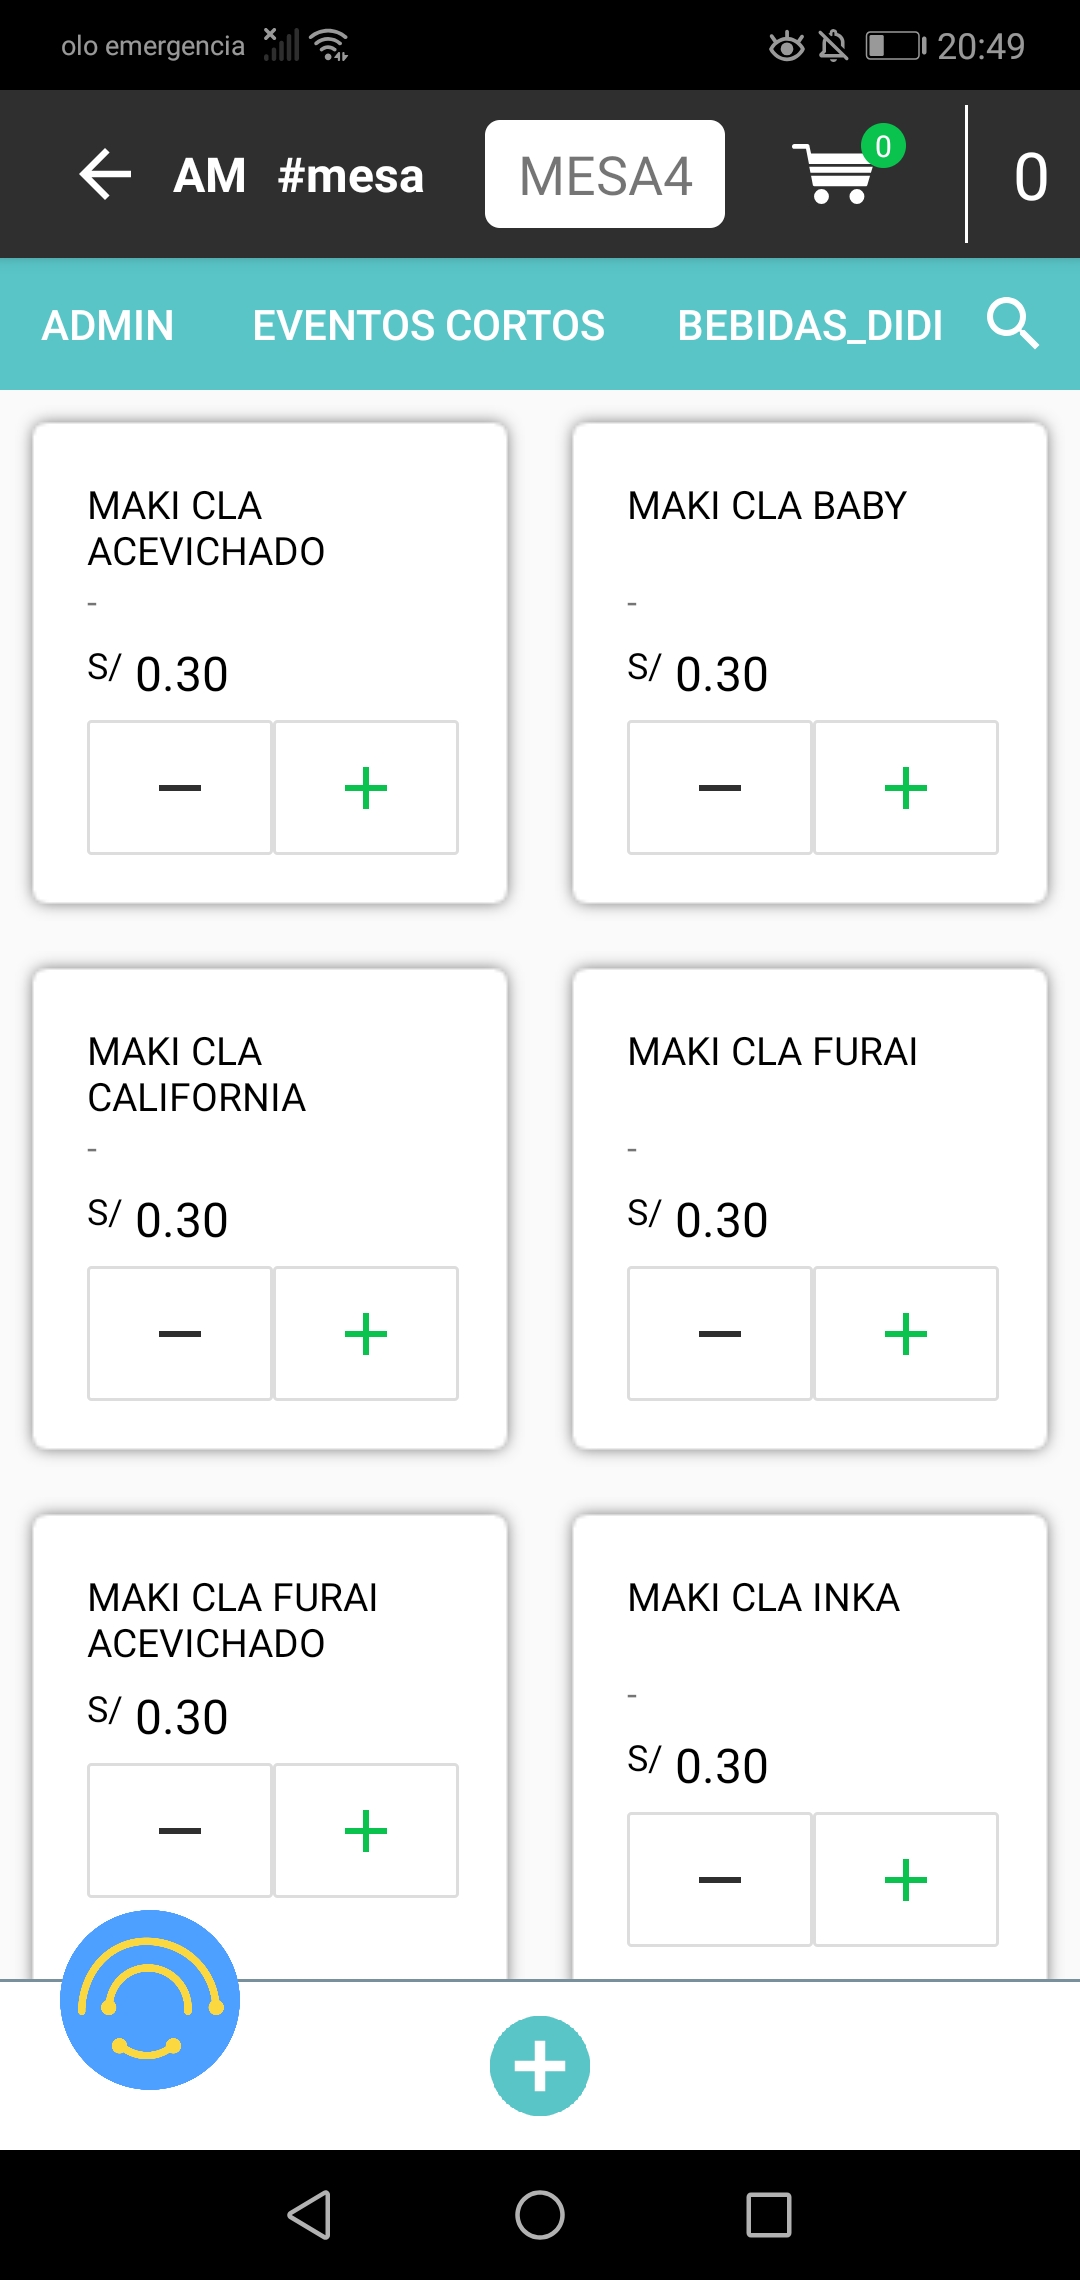 olo emergencia
20:49
AM #mesa
MESA4
0
0
ADMIN
EVENTOS CORTOS
BEBIDAS_DIDI
MAKI CLA
ACEVICHADO
-
S/ 0.30
MAKI CLA BABY
-
S/ 0.30
MAKI CLA
CALIFORNIA
-
S/ 0.30
MAKI CLA FURAI
-
S/ 0.30
MAKI CLA FURAI
ACEVICHADO
S/ 0.30
MAKI CLA INKA
-
S/ 0.30